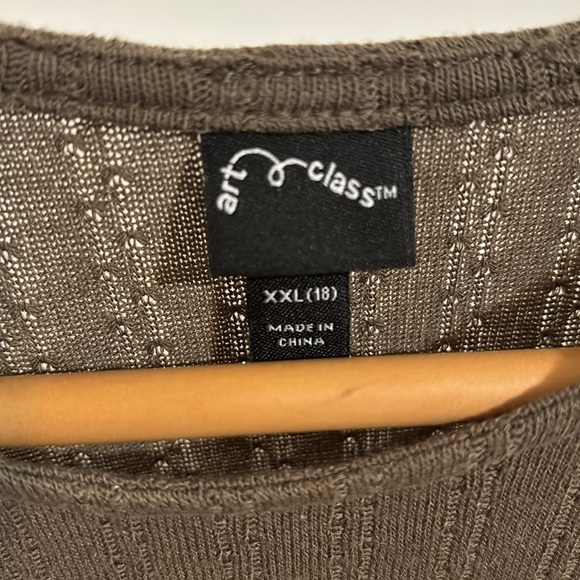 art class™
XXL(18)
MADE IN
CHINA